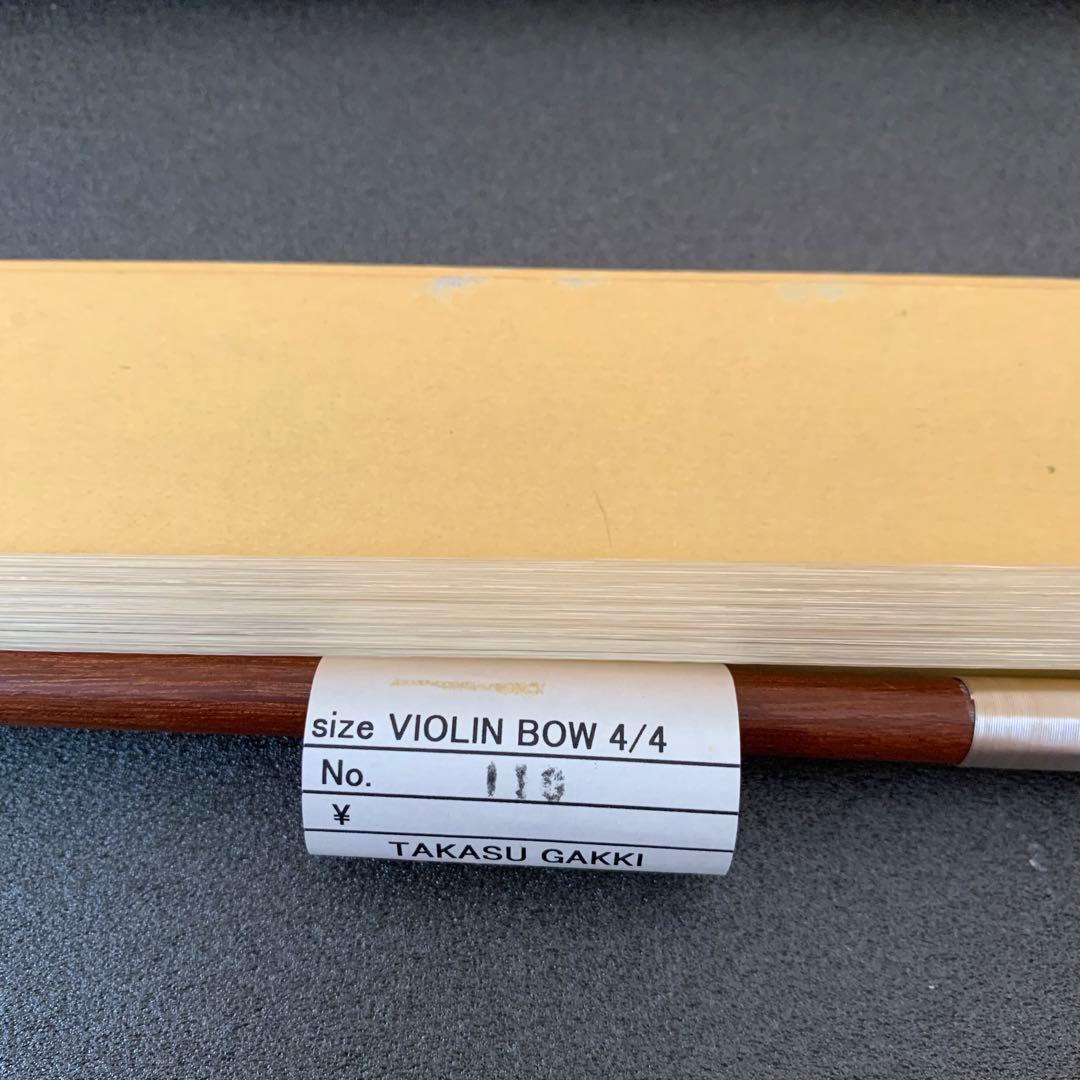 size VIOLIN BOW 4/4
No.
¥
TAKASU GAKKI